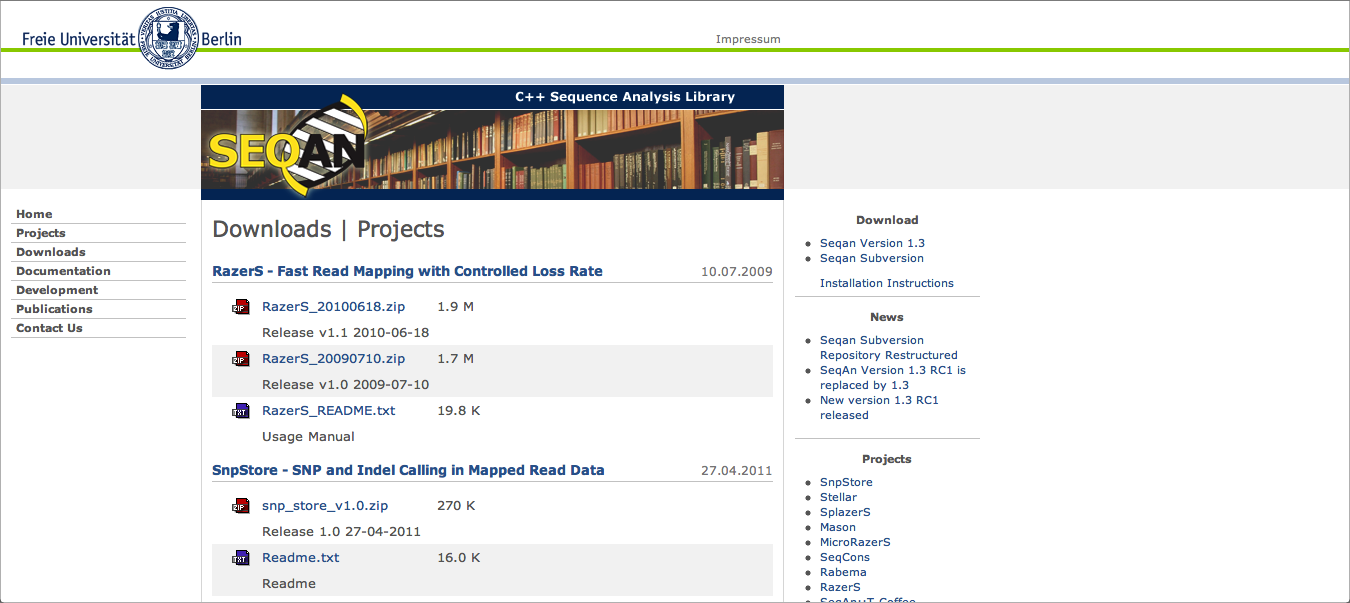 Freie Universität Berlin
Impressum
C++ Sequence Analysis Library
SEQAN
Home
Projects
Downloads
Documentation
Development
Publications
Contact Us
Downloads | Projects
RazerS - Fast Read Mapping with Controlled Loss Rate 10.07.2009
ZIP RazerS_20100618.zip 1.9 M
Release v1.1 2010-06-18
ZIP RazerS_20090710.zip 1.7 M
Release v1.0 2009-07-10
TXT RazerS_README.txt 19.8 K
Usage Manual
SnpStore - SNP and Indel Calling in Mapped Read Data 27.04.2011
ZIP snp_store_v1.0.zip 270 K
Release 1.0 27-04-2011
TXT Readme.txt 16.0 K
Readme
Download
Seqan Version 1.3
Seqan Subversion
Installation Instructions
News
Seqan Subversion
Repository Restructured
SeqAn Version 1.3 RC1 is
replaced by 1.3
New version 1.3 RC1
released
Projects
SnpStore
Stellar
SplazerS
Mason
MicroRazerS
SeqCons
Rabema
RazerS